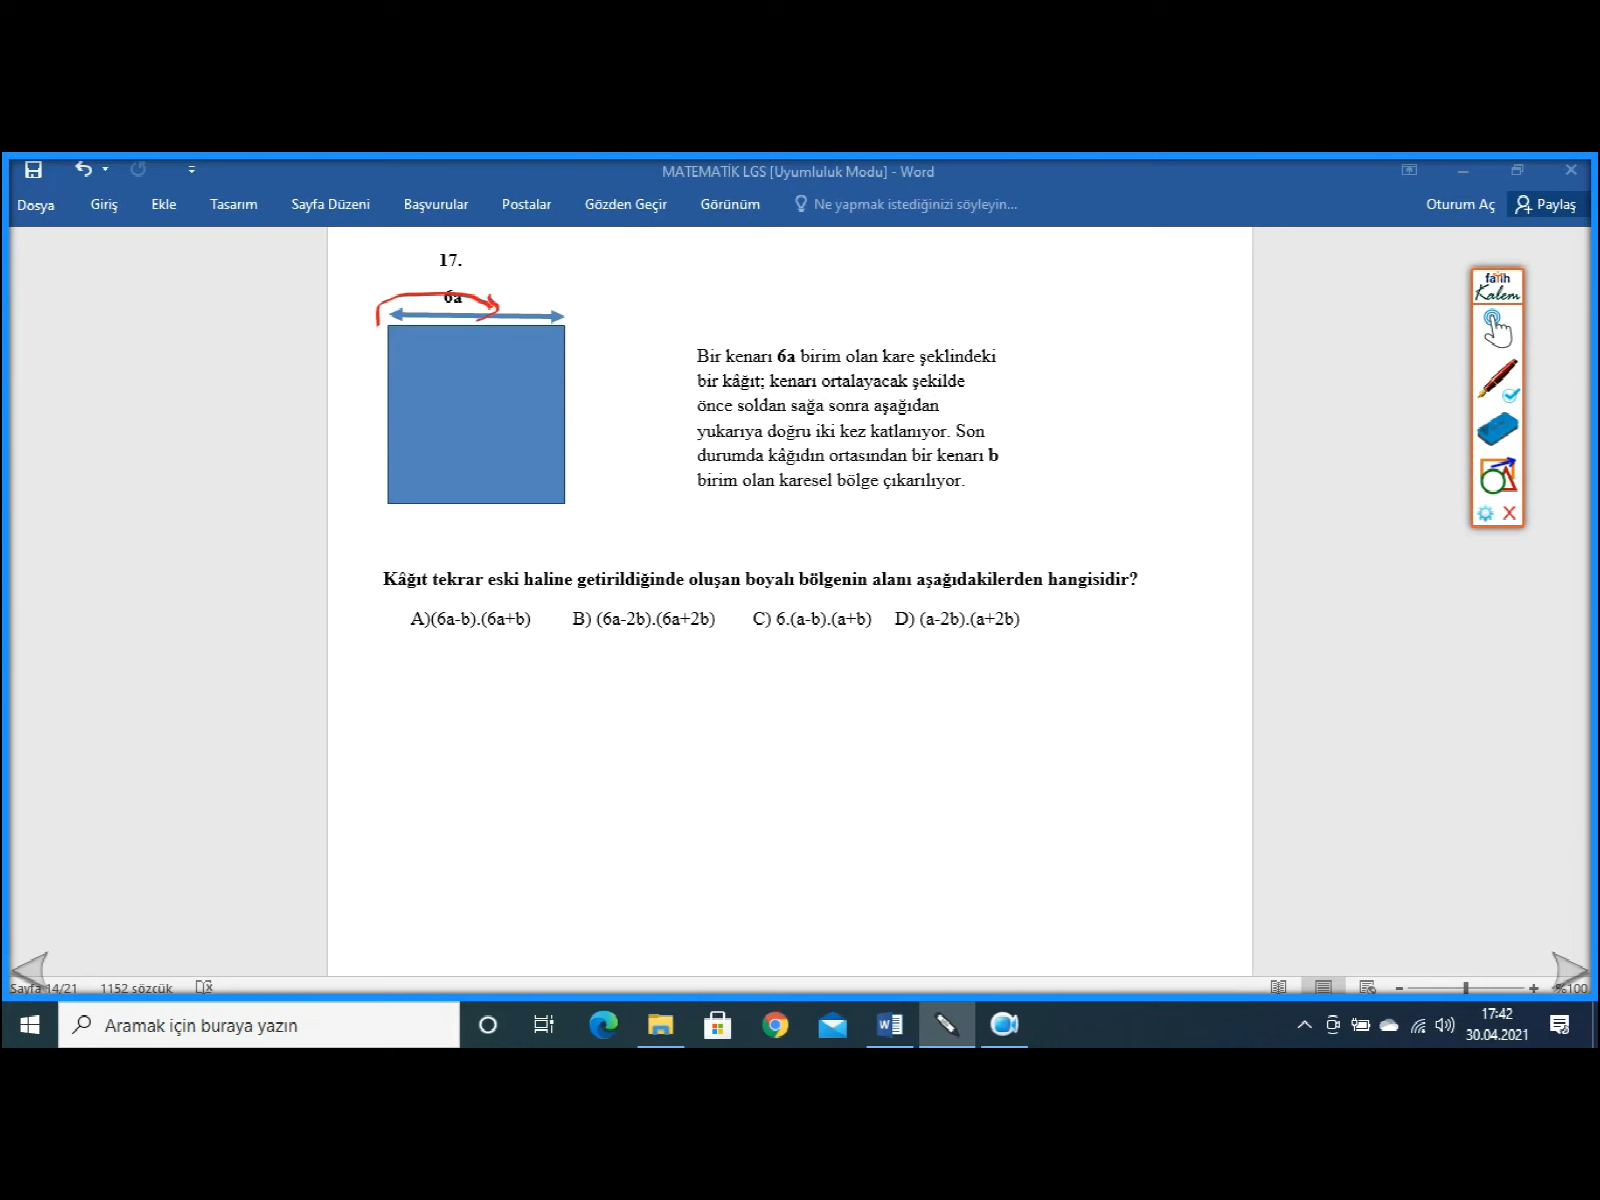 MATEMATİK LGS [Uyumluluk Modu] - Word
Dosya Giriş Ekle Tasarım Sayfa Düzeni Başvurular Postalar Gözden Geçir Görünüm Ne yapmak istediğinizi söyleyin... Oturum Aç Paylaş
17.
6a
fatih
Kalem
Bir kenarı 6a birim olan kare şeklindeki
bir kâğıt; kenarı ortalayacak şekilde
önce soldan sağa sonra aşağıdan
yukarıya doğru iki kez katlanıyor. Son
durumda kâğıdın ortasından bir kenarı b
birim olan karesel bölge çıkarılıyor.
Kâğıt tekrar eski haline getirildiğinde oluşan boyalı bölgenin alanı aşağıdakilerden hangisidir?
A)(6a-b).(6a+b) B) (6a-2b).(6a+2b) C) 6.(a-b).(a+b) D) (a-2b).(a+2b)
Sayfa 14/21 1152 sözcük %100
Aramak için buraya yazın
17:42
30.04.2021